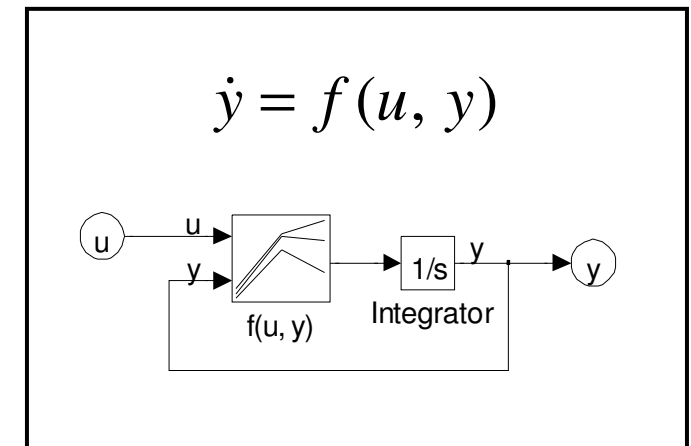 ẏ = f(u, y)
u
u
y
f(u, y)
1/s
Integrator
y
y